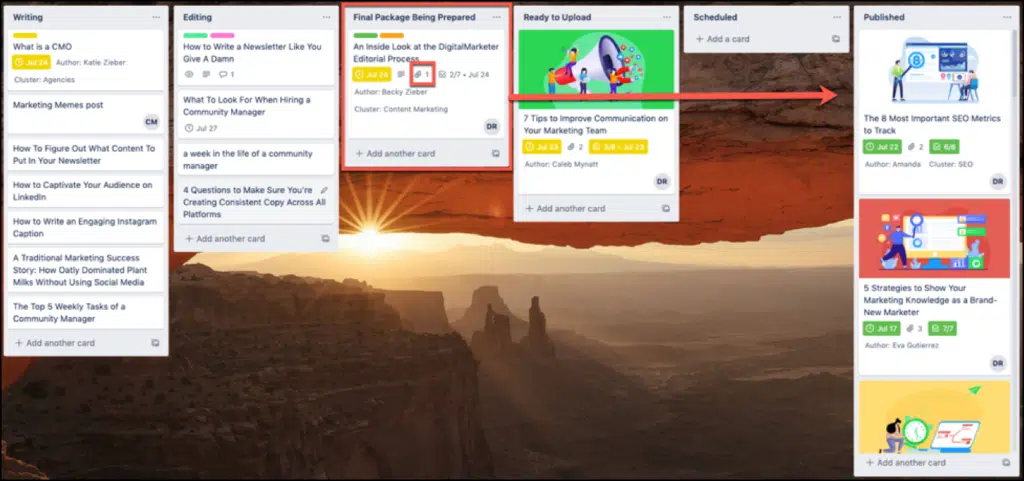 Writing
What is a CMO
Jul 24 Author: Katie Zieber
Cluster: Agencies
Marketing Memes post
CM
How To Figure Out What Content To
Put In Your Newsletter
How to Captivate Your Audience on
LinkedIn
How to Write an Engaging Instagram
Caption
A Traditional Marketing Success
Story: How Oatly Dominated Plant
Milks Without Using Social Media
The Top 5 Weekly Tasks of a
Community Manager
+ Add another card
Editing
How to Write a Newsletter Like You
Give A Damn
1
What To Look For When Hiring a
Community Manager
Jul 27
a week in the life of a community
manager
4 Questions to Make Sure You're
Creating Consistent Copy Across All
Platforms
+ Add another card
Final Package Being Prepared
An Inside Look at the DigitalMarketer
Editorial Process
Jul 24 1 2/7 • Jul 24
Author: Becky Zieber
Cluster: Content Marketing
DR
+ Add another card
Ready to Upload
7 Tips to Improve Communication on
Your Marketing Team
2
Author: Caleb Mynatt
DR
+ Add another card
Scheduled
+ Add a card
Published
The 8 Most Important SEO Metrics
to Track
Jul 22 2 6/6
Author: Amanda Cluster: SEO
DR
5 Strategies to Show Your
Marketing Knowledge as a Brand-
New Marketer
Jul 17 3 7/7
Author: Eva Gutierrez
DR
+ Add another card